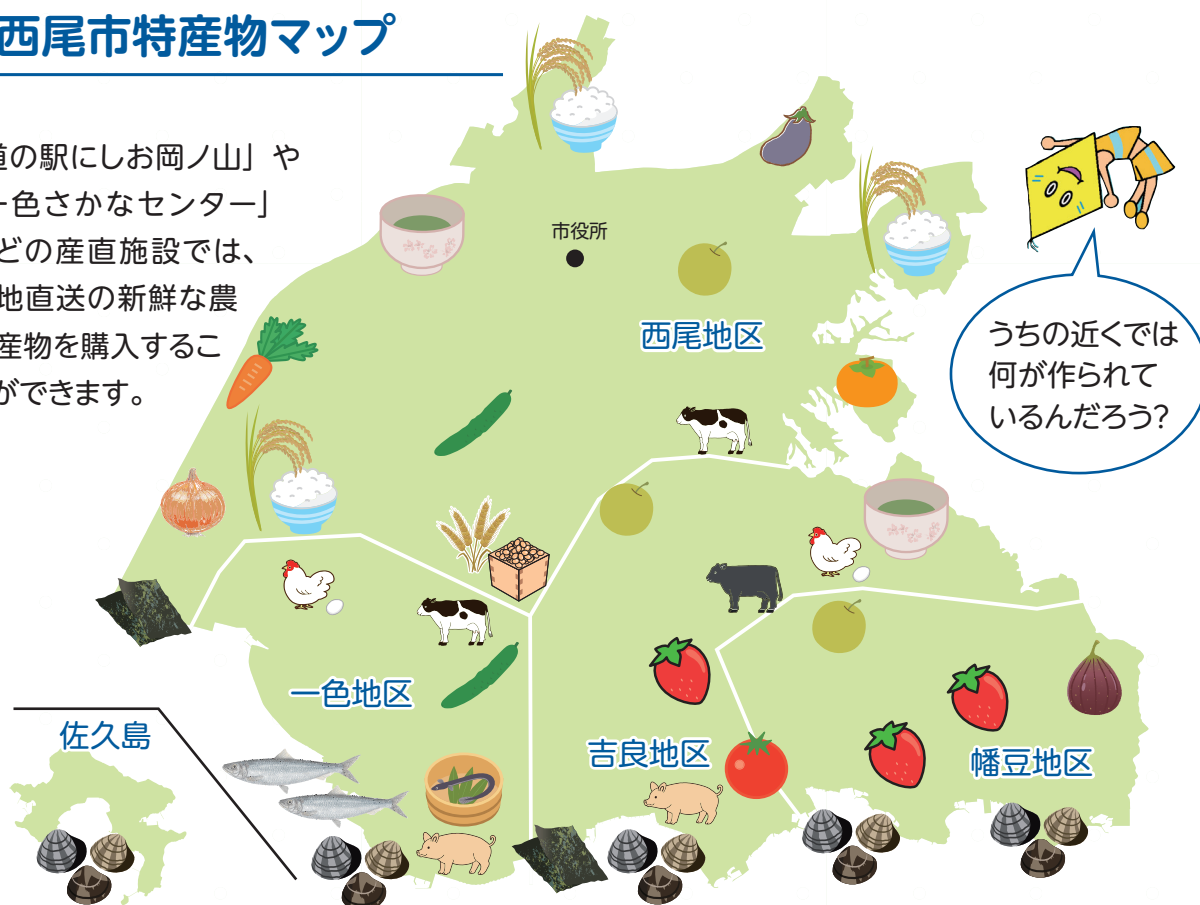 西尾市特産物マップ
道の駅にしお岡ノ山」や
一色さかなセンター」
どの産直施設では、
地直送の新鮮な農
産物を購入するこ
ができます。
市役所
西尾地区
うちの近くでは
何が作られて
いるんだろう?
一色地区
佐久島
吉良地区
幡豆地区